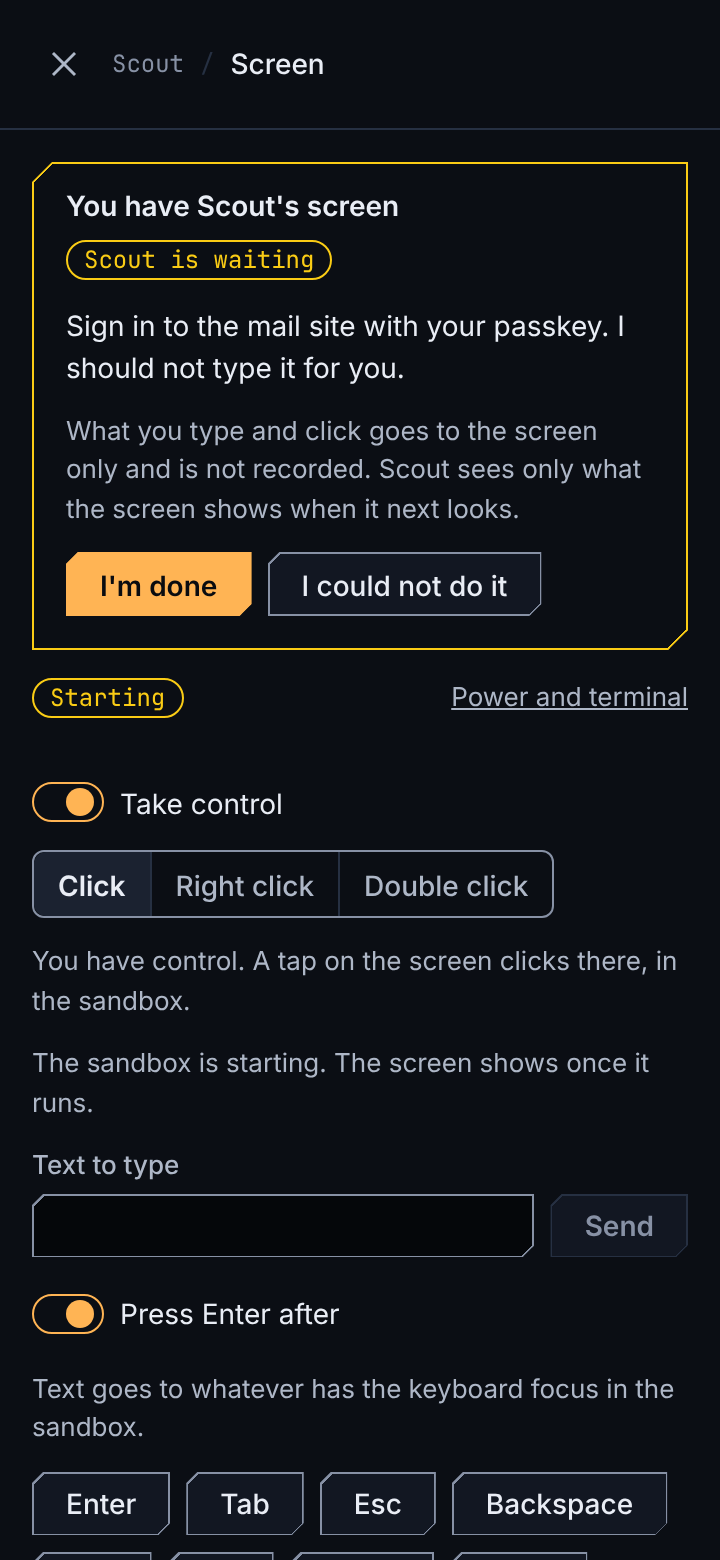 Scout / Screen
You have Scout's screen
Scout is waiting
Sign in to the mail site with your passkey. I
should not type it for you.
What you type and click goes to the screen
only and is not recorded. Scout sees only what
the screen shows when it next looks.
I'm done
I could not do it
Starting
Power and terminal
Take control
Click
Right click
Double click
You have control. A tap on the screen clicks there, in
the sandbox.
The sandbox is starting. The screen shows once it
runs.
Text to type
Send
Press Enter after
Text goes to whatever has the keyboard focus in the
sandbox.
Enter
Tab
Esc
Backspace